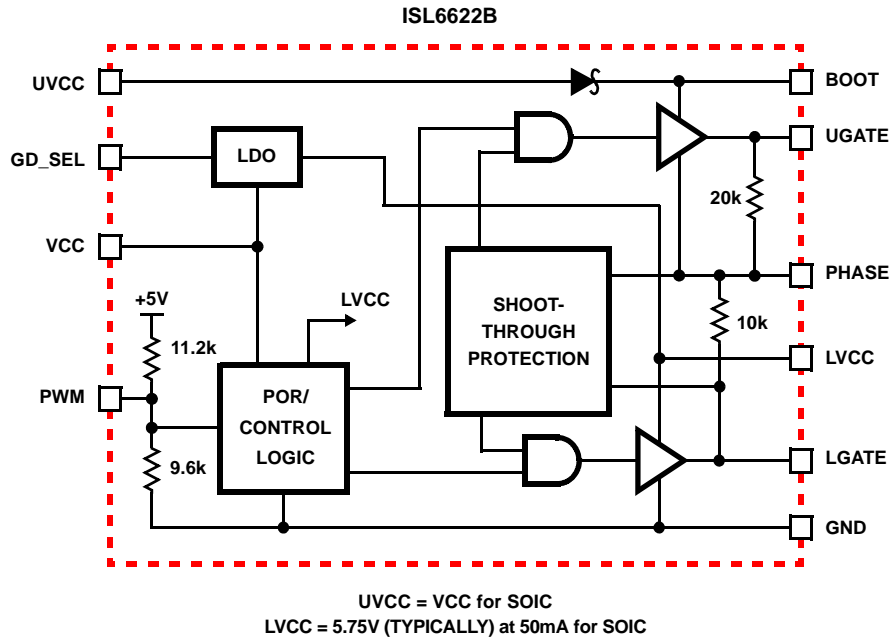 ISL6622B
UVCC
BOOT
UGATE
GD_SEL
LDO
20k
VCC
PHASE
+5V
LVCC
SHOOT-
THROUGH
PROTECTION
10k
11.2k
LVCC
PWM
POR/
CONTROL
LOGIC
9.6k
LGATE
GND
UVCC = VCC for SOIC
LVCC = 5.75V (TYPICALLY) at 50mA for SOIC